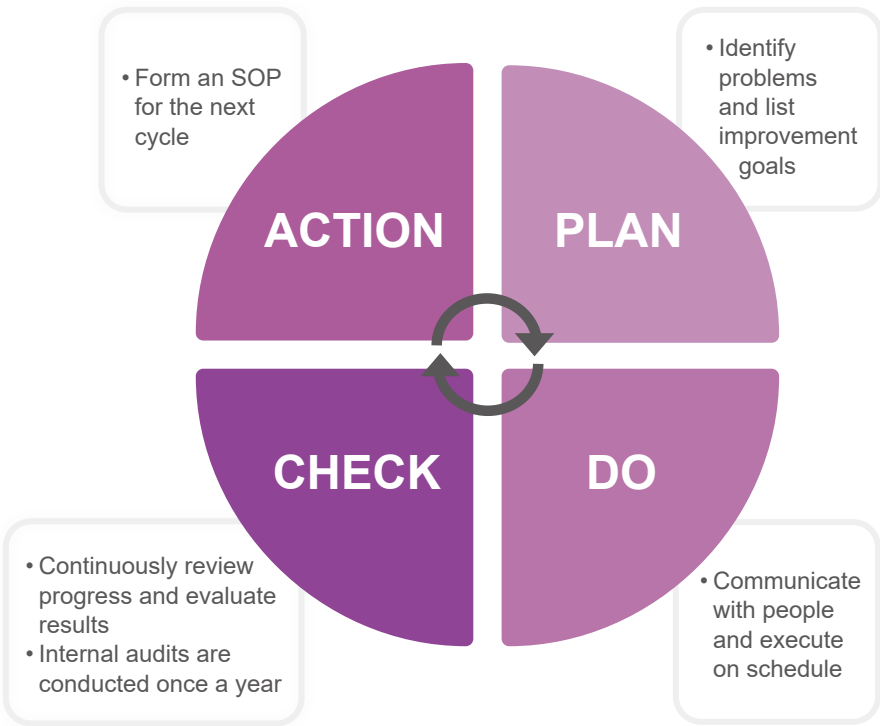 • Form an SOP
for the next
cycle
• Identify
problems
and list
improvement
goals
ACTION
PLAN
CHECK
DO
• Continuously review
progress and evaluate
results
• Internal audits are
conducted once a year
• Communicate
with people
and execute
on schedule